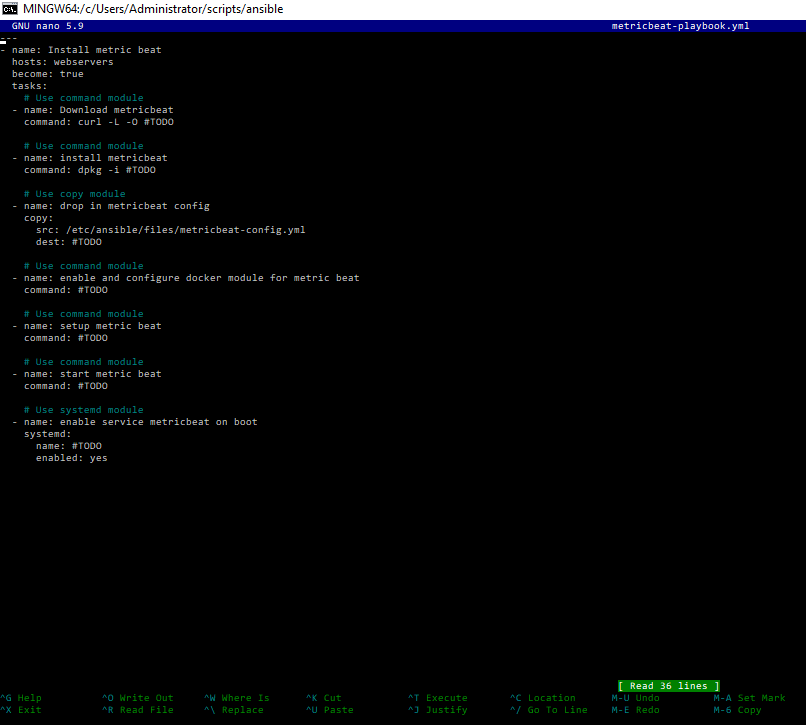 MINGW64:/c/Users/Administrator/scripts/ansible
GNU nano 5.9 metricbeat-playbook.yml
---
- name: Install metric beat
  hosts: webservers
  become: true
  tasks:
    # Use command module
  - name: Download metricbeat
    command: curl -L -O #TODO

    # Use command module
  - name: install metricbeat
    command: dpkg -i #TODO

    # Use copy module
  - name: drop in metricbeat config
    copy:
      src: /etc/ansible/files/metricbeat-config.yml
      dest: #TODO

    # Use command module
  - name: enable and configure docker module for metric beat
    command: #TODO

    # Use command module
  - name: setup metric beat
    command: #TODO

    # Use command module
  - name: start metric beat
    command: #TODO

    # Use systemd module
  - name: enable service metricbeat on boot
    systemd:
      name: #TODO
      enabled: yes
[ Read 36 lines ]
^G Help ^O Write Out ^W Where Is ^K Cut ^T Execute ^C Location M-U Undo M-A Set Mark
^X Exit ^R Read File ^\ Replace ^U Paste ^J Justify ^/ Go To Line M-E Redo M-6 Copy